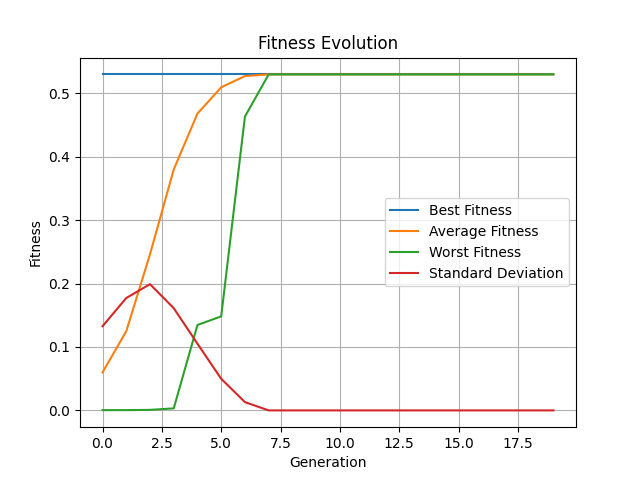 Fitness Evolution
Fitness
0.5
0.4
0.3
0.2
0.1
0.0
Best Fitness
Average Fitness
Worst Fitness
Standard Deviation
0.0 2.5 5.0 7.5 10.0 12.5 15.0 17.5
Generation